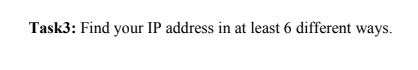 Task3: Find your IP address in at least 6 different ways.